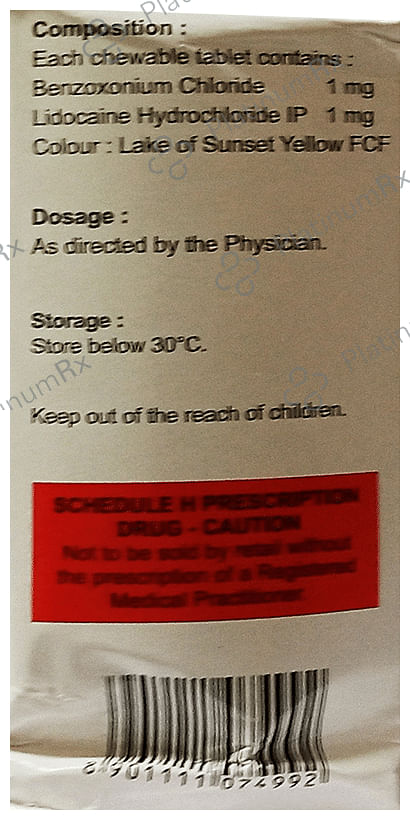 Composition :
Each chewable tablet contains :
Benzoxonium Chloride 1 mg
Lidocaine Hydrochloride IP 1 mg
Colour : Lake of Sunset Yellow FCF
Dosage :
As directed by the Physician.
Storage :
Store below 30°C.
Keep out of the reach of children.
SCHEDULE H PRESCRIPTION
DRUG - CAUTION
Not to be sold by retail without
the prescription of a Registered
Medical Practitioner
8 901111 074992
PlatinumRx